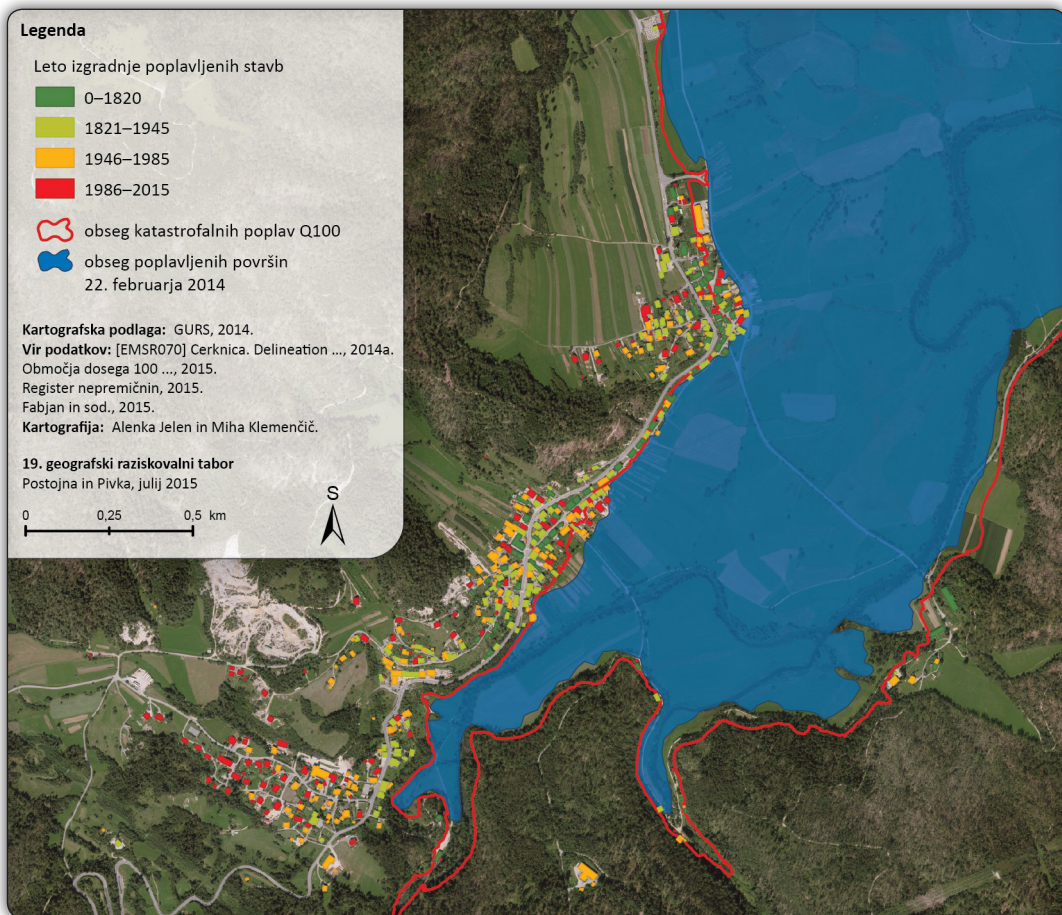 Legenda
Leto izgradnje poplavljenih stavb
0–1820
1821–1945
1946–1985
1986–2015
obseg katastrofalnih poplav Q100
obseg poplavljenih površin
22. februarja 2014
Kartografska podlaga: GURS, 2014.
Vir podatkov: [EMSR070] Cerknica. Delineation ..., 2014a.
Območja dosega 100 ..., 2015.
Register nepremičnin, 2015.
Fabjan in sod., 2015.
Kartografija: Alenka Jelen in Miha Klemenčič.
19. geografski raziskovalni tabor
Postojna in Pivka, julij 2015
S
0 0,25 0,5 km